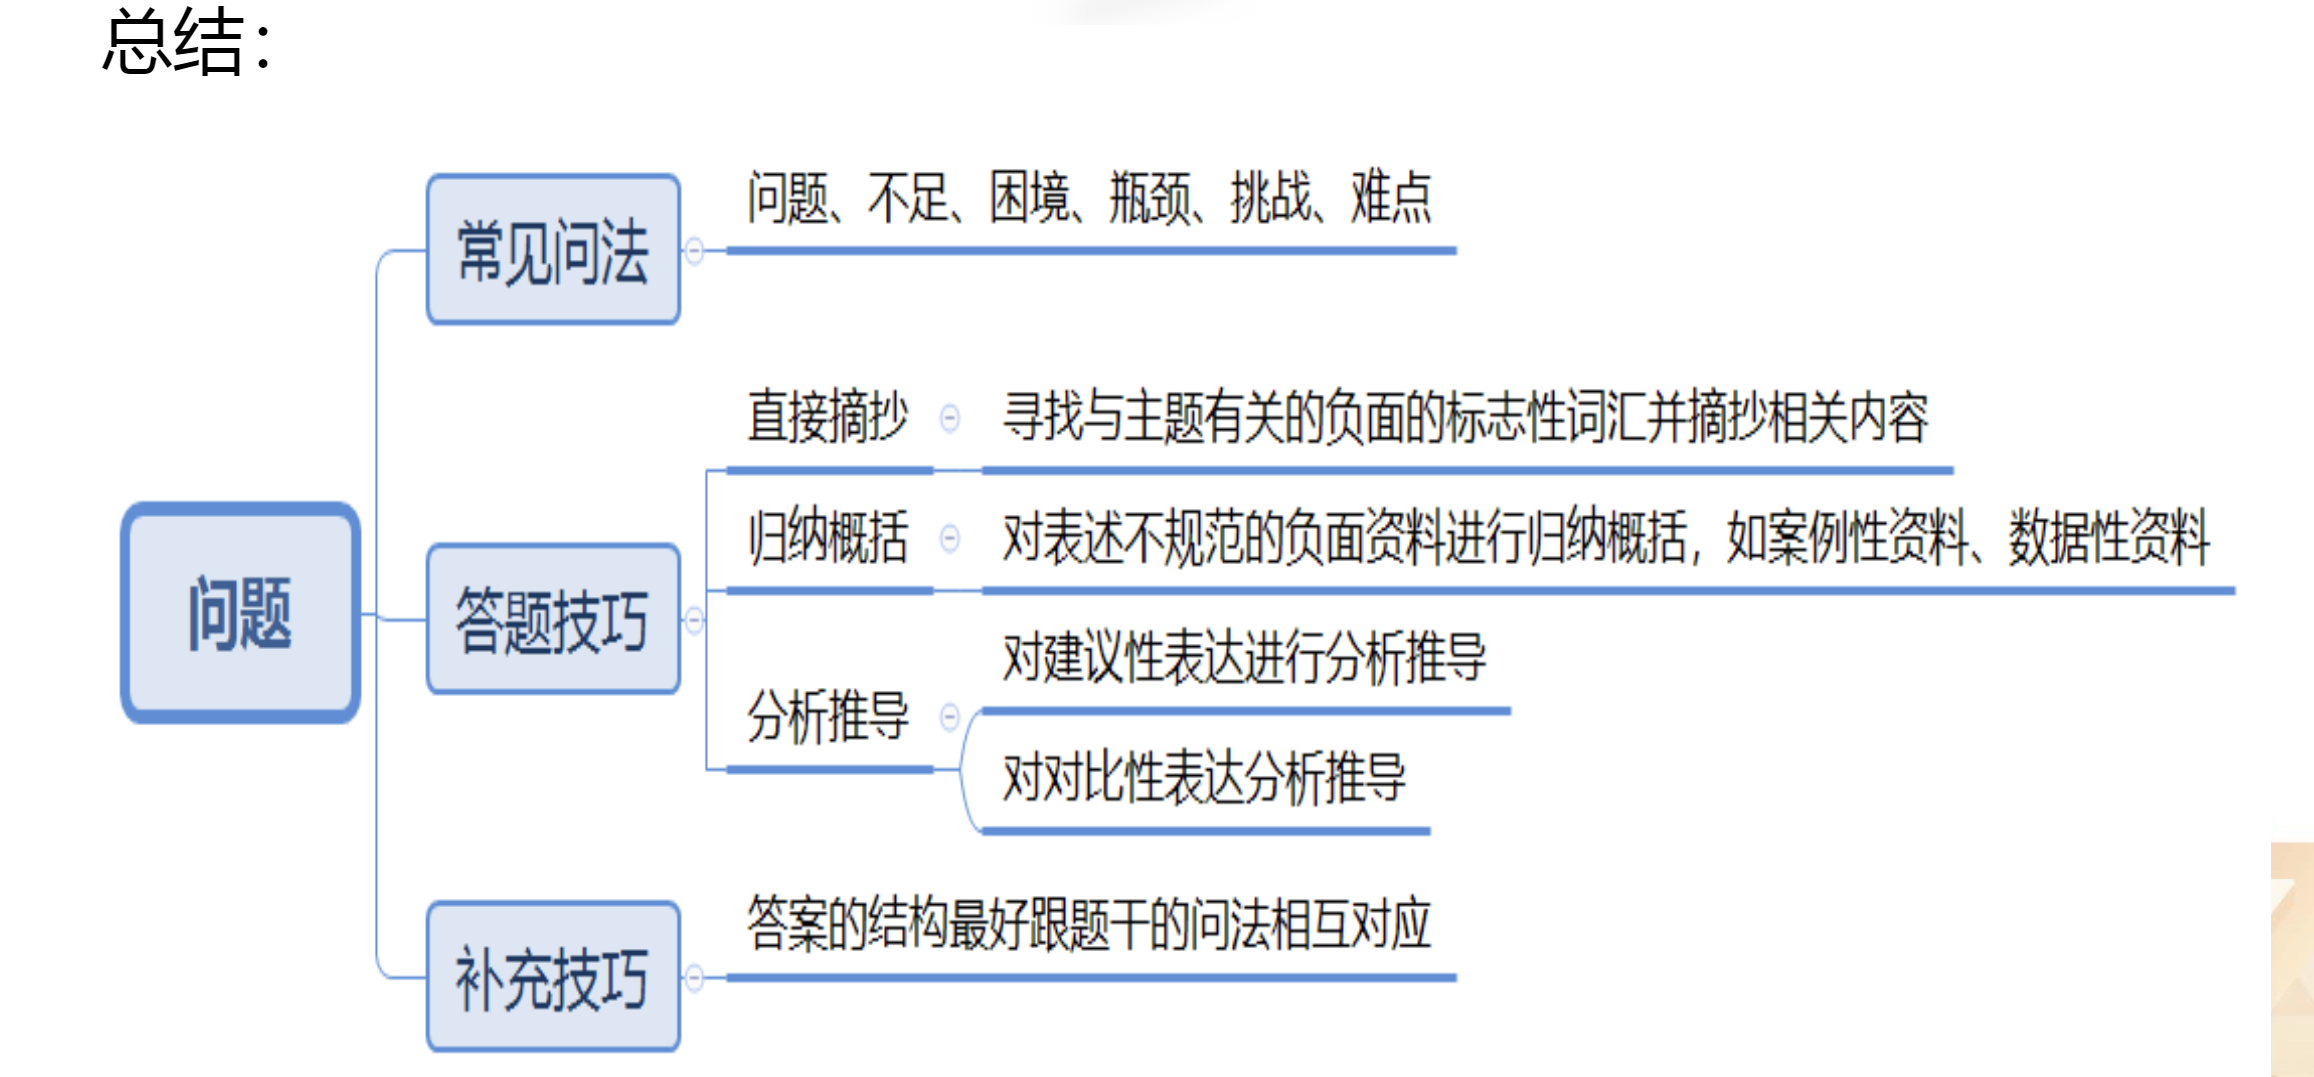 总结：
问题
常见问法
问题、不足、困境、瓶颈、挑战、难点
答题技巧
直接摘抄
寻找与主题有关的负面的标志性词汇并摘抄相关内容
归纳概括
对表述不规范的负面资料进行归纳概括，如案例性资料、数据性资料
分析推导
对建议性表达进行分析推导
对对比性表达分析推导
补充技巧
答案的结构最好跟题干的问法相互对应